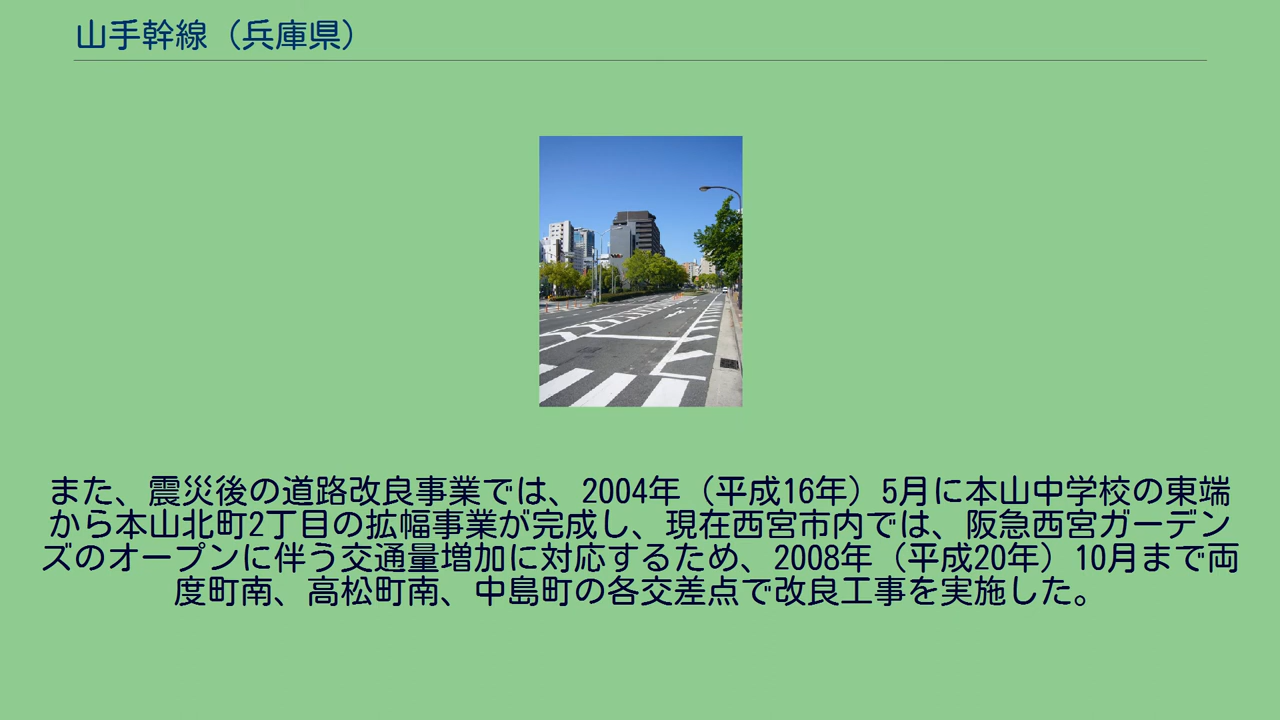 山手幹線（兵庫県）
また、震災後の道路改良事業では、2004年（平成16年）5月に本山中学校の東端
から本山北町2丁目の拡幅事業が完成し、現在西宮市内では、阪急西宮ガーデン
ズのオープンに伴う交通量増加に対応するため、2008年（平成20年）10月まで両
度町南、高松町南、中島町の各交差点で改良工事を実施した。